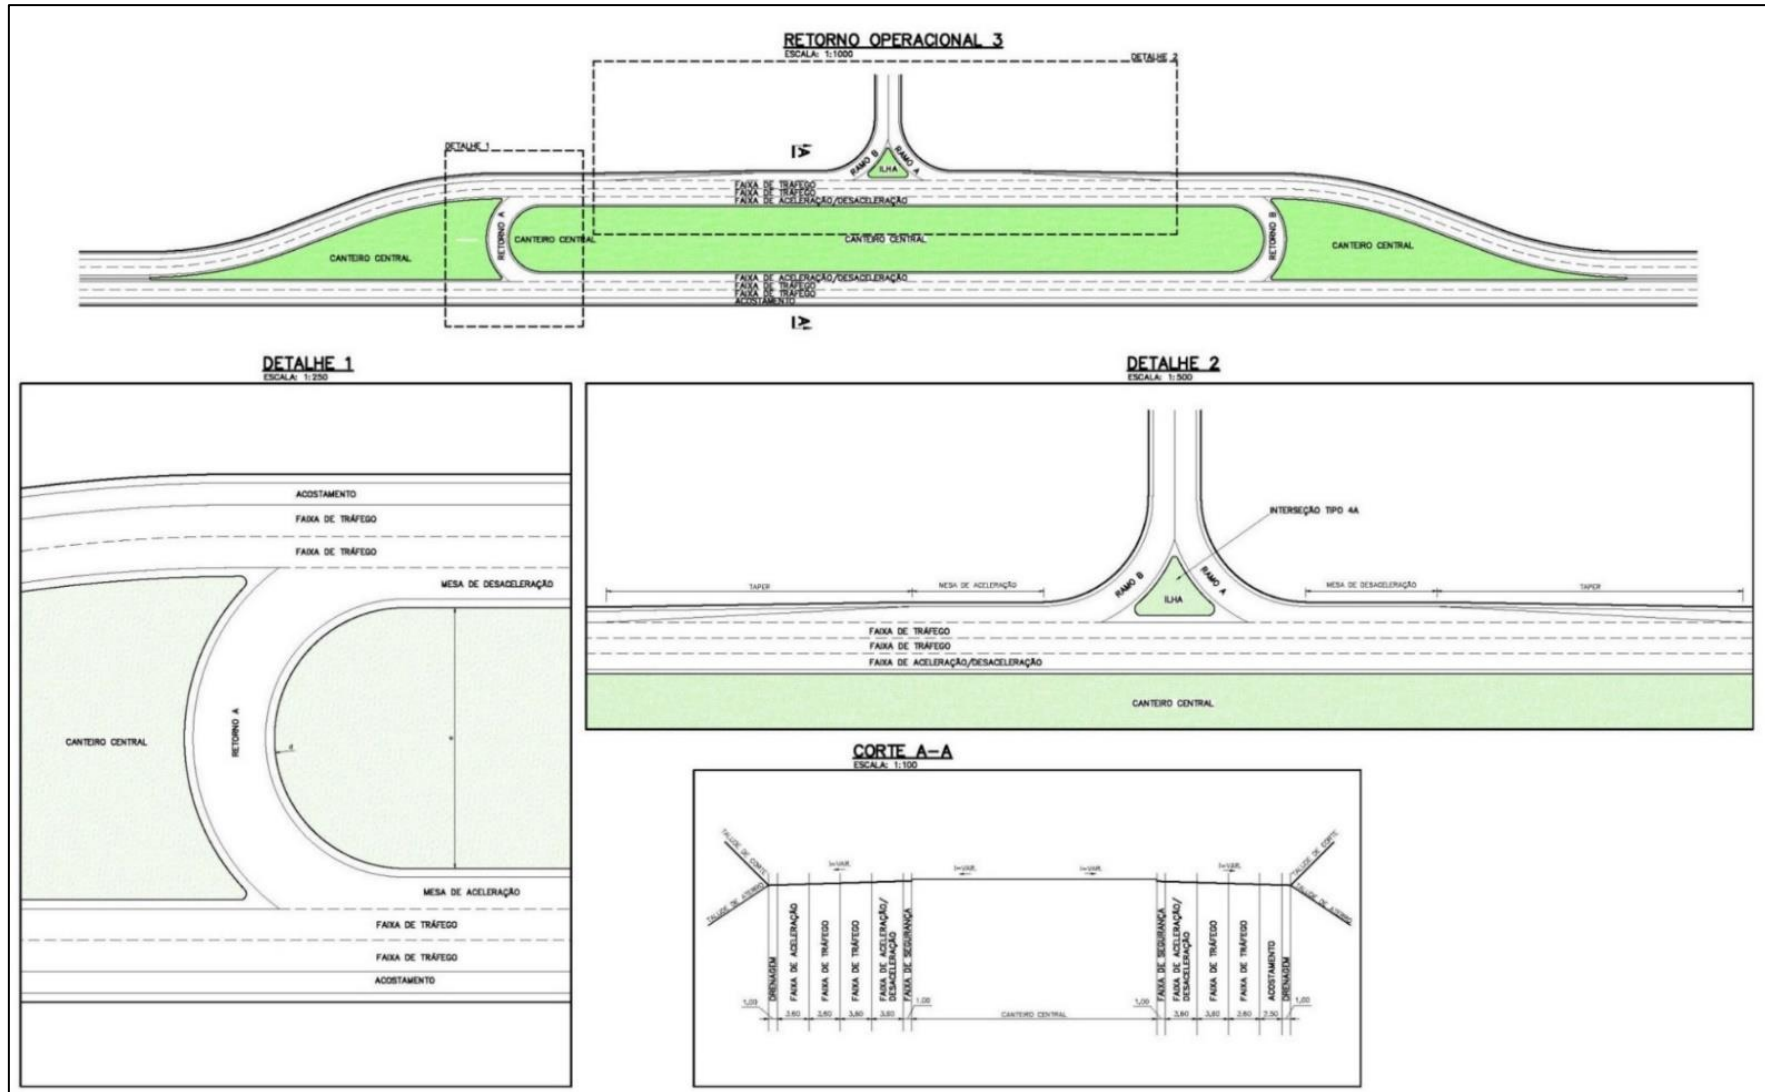 RETORNO OPERACIONAL 3
ESCALA: 1:1000
DETALHE 2
DETALHE 1
A
RAMO B
RAMO A
ILHA
FAIXA DE TRÁFEGO
FAIXA DE TRÁFEGO
FAIXA DE ACELERAÇÃO/DESACELERAÇÃO
RETORNO A
CANTEIRO CENTRAL
CANTEIRO CENTRAL
CANTEIRO CENTRAL
RETORNO B
CANTEIRO CENTRAL
FAIXA DE ACELERAÇÃO/DESACELERAÇÃO
FAIXA DE TRÁFEGO
FAIXA DE TRÁFEGO
ACOSTAMENTO
A
DETALHE 1
ESCALA: 1:250
ACOSTAMENTO
FAIXA DE TRÁFEGO
FAIXA DE TRÁFEGO
MESA DE DESACELERAÇÃO
CANTEIRO CENTRAL
RETORNO A
MESA DE ACELERAÇÃO
FAIXA DE TRÁFEGO
FAIXA DE TRÁFEGO
ACOSTAMENTO
DETALHE 2
ESCALA: 1:500
INTERSEÇÃO TIPO 4A
TAPER
MESA DE ACELERAÇÃO
RAMO B
RAMO A
ILHA
MESA DE DESACELERAÇÃO
TAPER
FAIXA DE TRÁFEGO
FAIXA DE TRÁFEGO
FAIXA DE ACELERAÇÃO/DESACELERAÇÃO
CANTEIRO CENTRAL
CORTE A-A
ESCALA: 1:100
TALUDE DE CORTE
TALUDE DE ATERRO
i=VAR.
i=VAR.
i=VAR.
i=VAR.
TALUDE DE CORTE
TALUDE DE ATERRO
DRENAGEM
FAIXA DE ACELERAÇÃO
FAIXA DE TRÁFEGO
FAIXA DE TRÁFEGO
FAIXA DE ACELERAÇÃO/
DESACELERAÇÃO
FAIXA DE SEGURANÇA
FAIXA DE SEGURANÇA
FAIXA DE ACELERAÇÃO/
DESACELERAÇÃO
FAIXA DE TRÁFEGO
FAIXA DE TRÁFEGO
ACOSTAMENTO
DRENAGEM
1,00 3,60 3,60 3,60 3,60 1,00 CANTEIRO CENTRAL 1,00 3,60 3,60 3,60 2,50 1,00